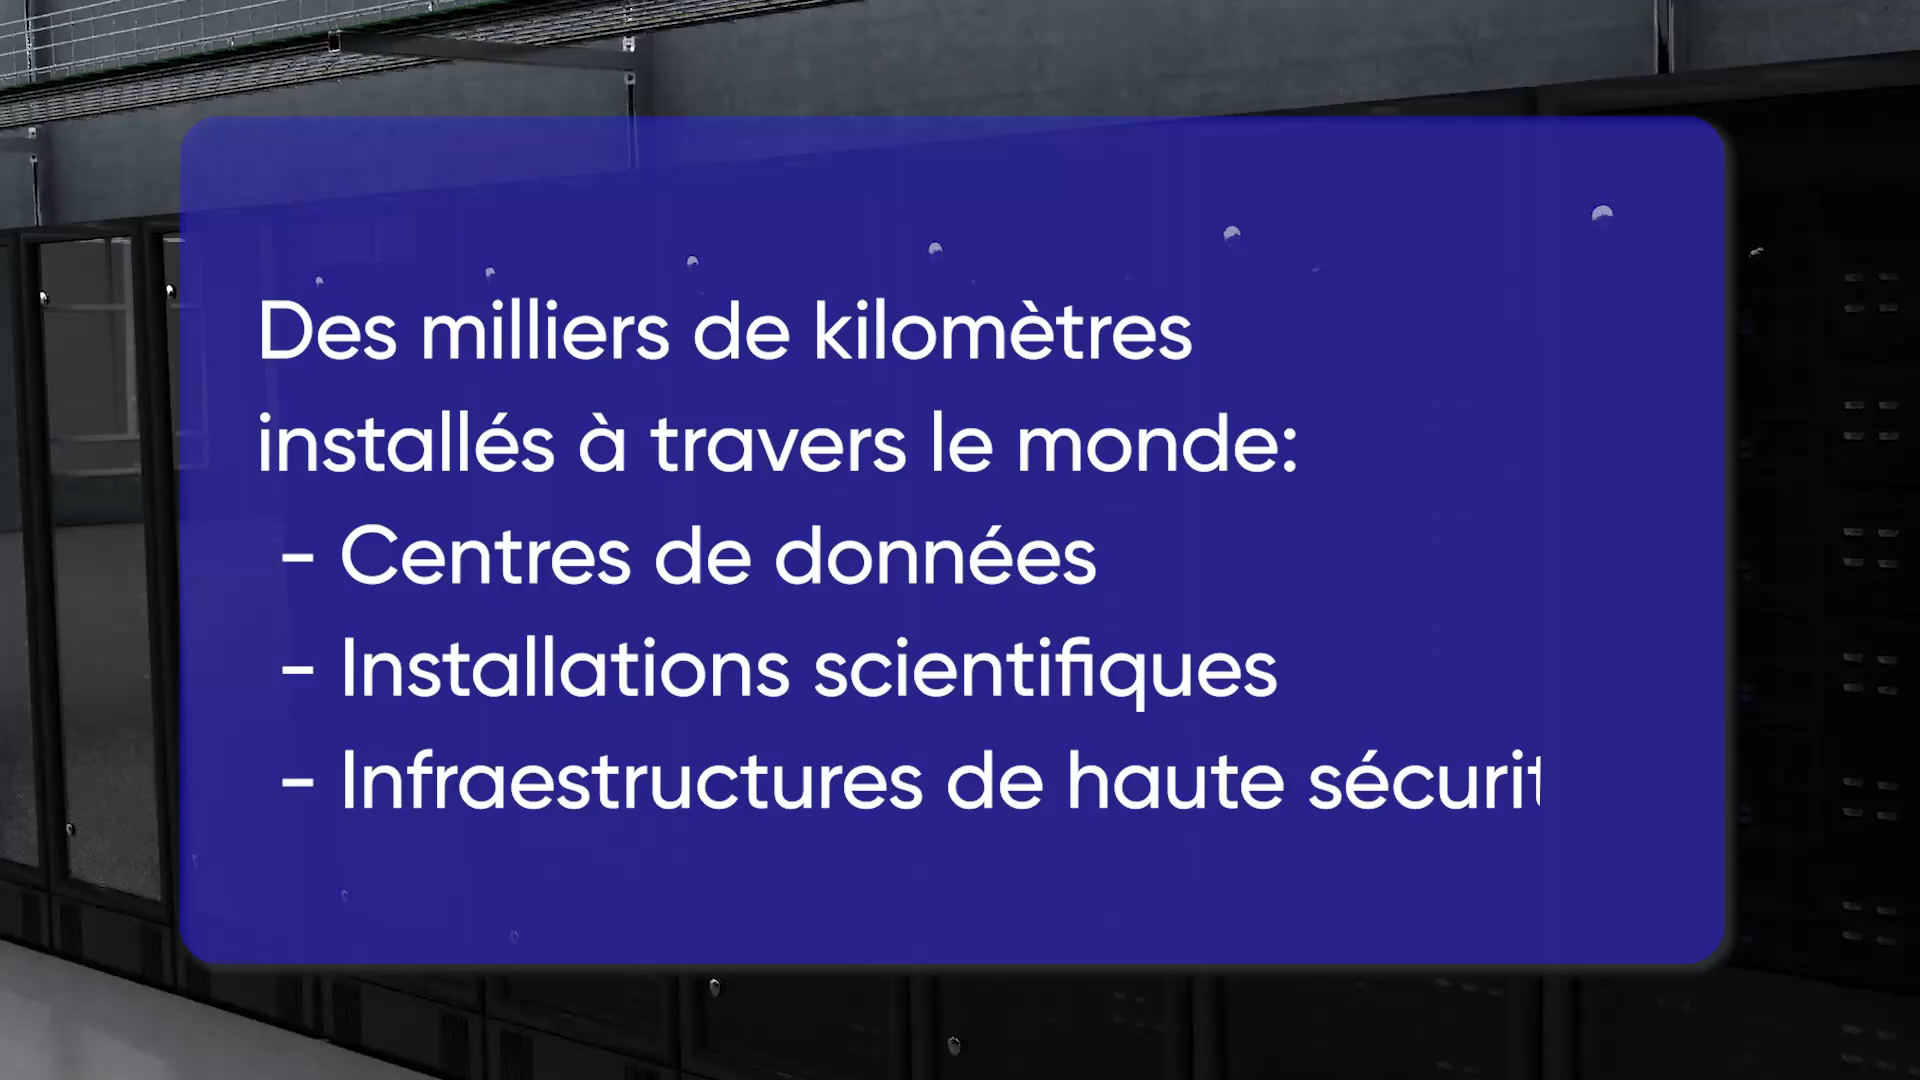 Des milliers de kilomètres
installés à travers le monde:
- Centres de données
- Installations scientifiques
- Infraestructures de haute sécurit